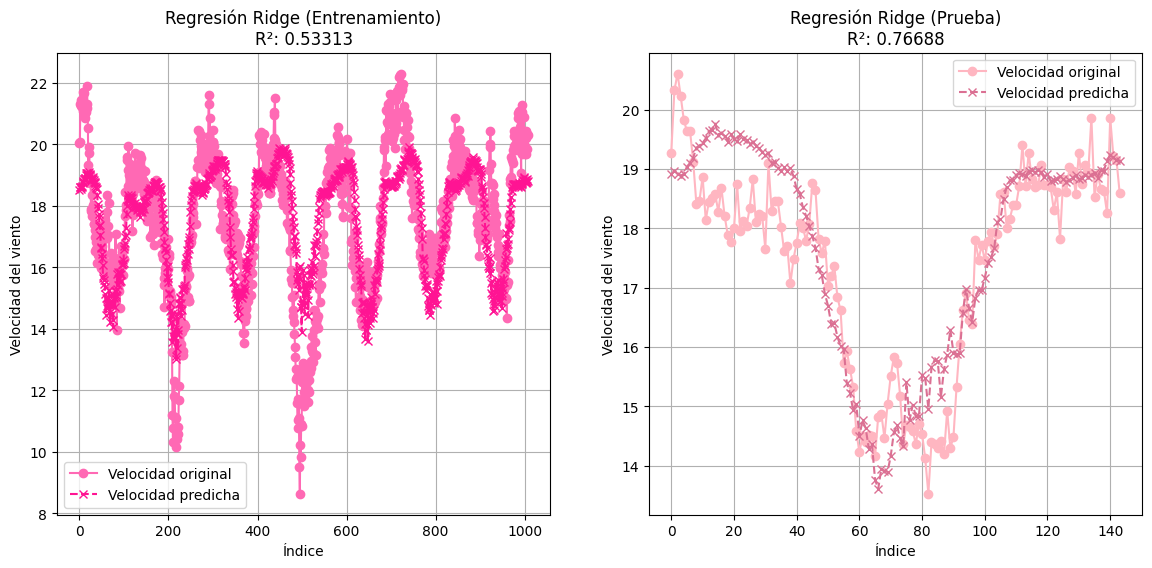 Regresión Ridge (Entrenamiento)
R²: 0.53313
Velocidad del viento
22
20
18
16
14
12
10
8
Velocidad original
Velocidad predicha
0
200
400
600
800
1000
Índice
Regresión Ridge (Prueba)
R²: 0.76688
Velocidad del viento
20
19
18
17
16
15
14
Velocidad original
Velocidad predicha
0
20
40
60
80
100
120
140
Índice